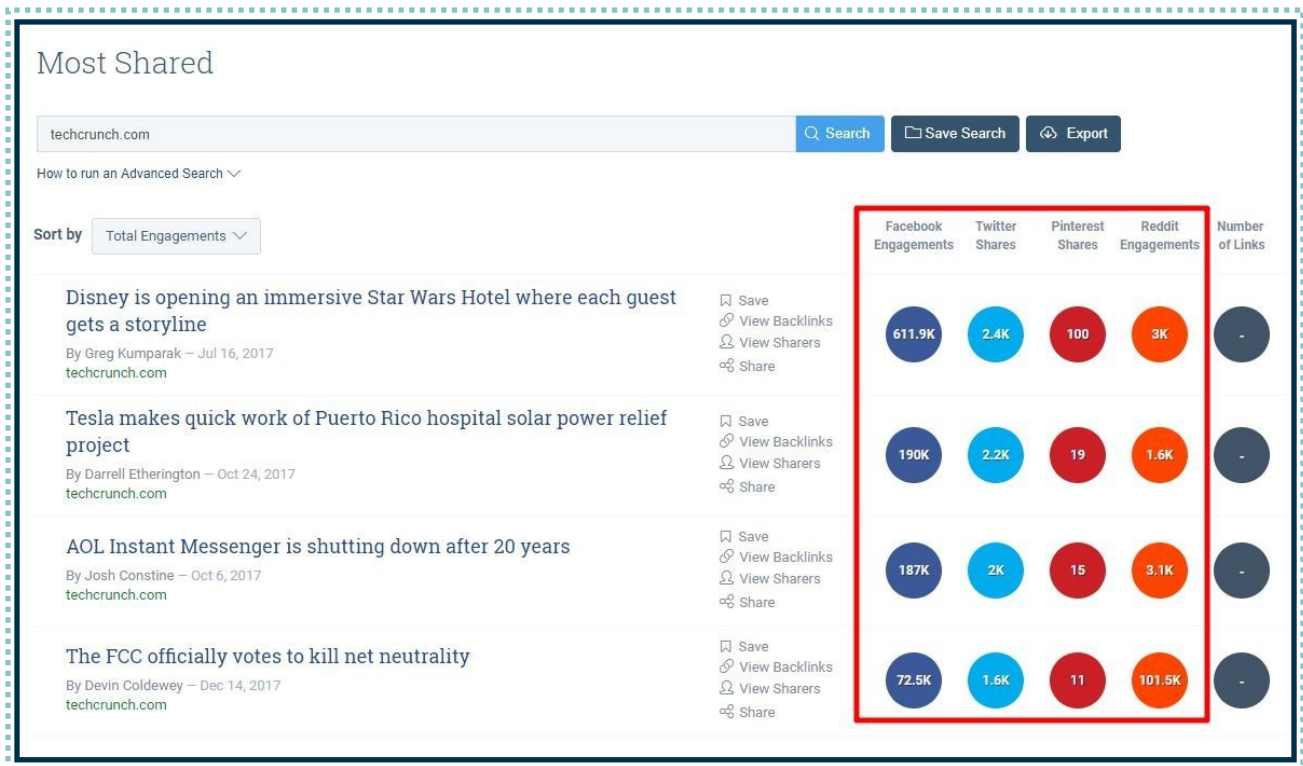 Most Shared
techcrunch.com
Search
Save Search
Export
How to run an Advanced Search
Sort by
Total Engagements
Facebook Engagements
Twitter Shares
Pinterest Shares
Reddit Engagements
Number of Links
Disney is opening an immersive Star Wars Hotel where each guest
gets a storyline
By Greg Kumparak – Jul 16, 2017
techcrunch.com
Save
View Backlinks
View Sharers
Share
611.9K
2.4K
100
3K
-
Tesla makes quick work of Puerto Rico hospital solar power relief
project
By Darrell Etherington – Oct 24, 2017
techcrunch.com
Save
View Backlinks
View Sharers
Share
190K
2.2K
19
1.6K
-
AOL Instant Messenger is shutting down after 20 years
By Josh Constine – Oct 6, 2017
techcrunch.com
Save
View Backlinks
View Sharers
Share
187K
2K
15
3.1K
-
The FCC officially votes to kill net neutrality
By Devin Coldewey – Dec 14, 2017
techcrunch.com
Save
View Backlinks
View Sharers
Share
72.5K
1.6K
11
101.5K
-